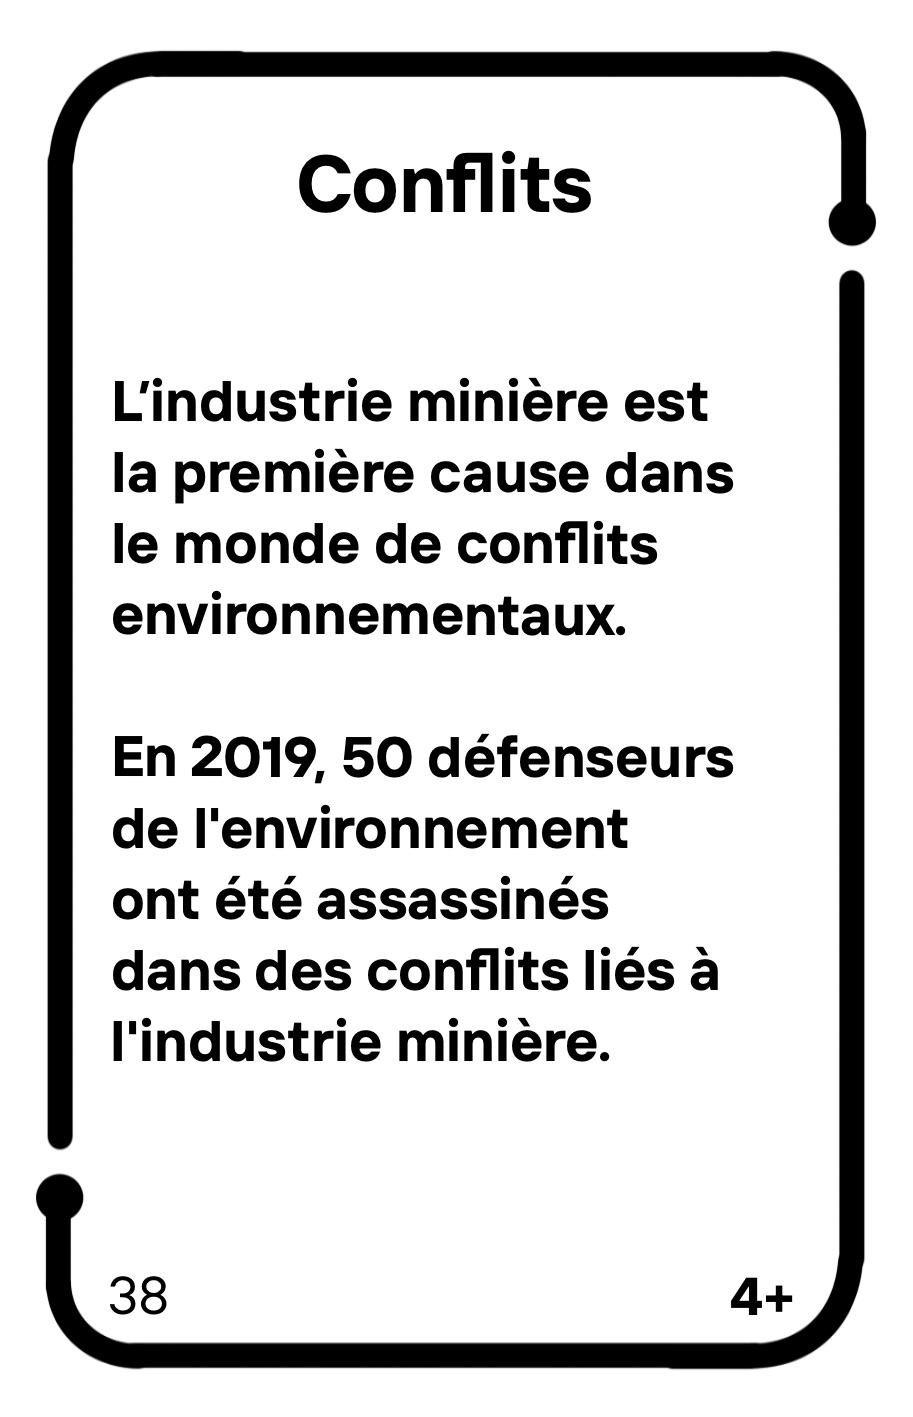 Conflits
L’industrie minière est
la première cause dans
le monde de conflits
environnementaux.
En 2019, 50 défenseurs
de l'environnement
ont été assassinés
dans des conflits liés à
l'industrie minière.
38
4+